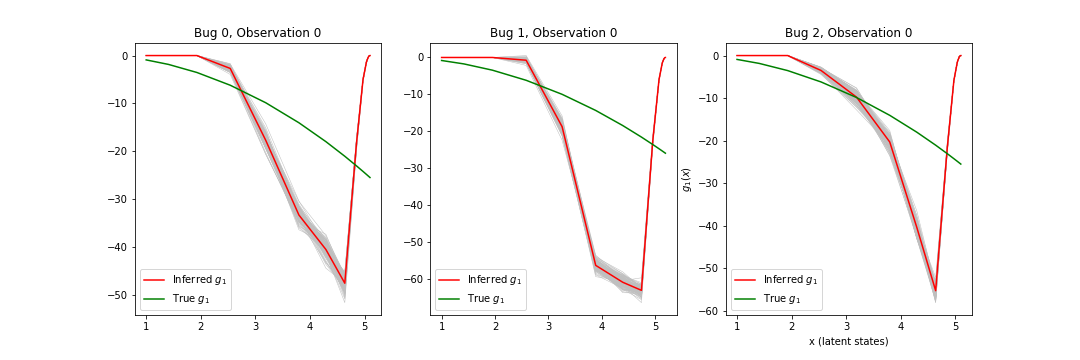 Bug 0, Observation 0
0
−10
−20
−30
−40
−50
1 2 3 4 5
Inferred g₁
True g₁
Bug 1, Observation 0
0
−10
−20
−30
−40
−50
−60
1 2 3 4 5
Inferred g₁
True g₁
Bug 2, Observation 0
g₁(x)
0
−10
−20
−30
−40
−50
−60
1 2 3 4 5
x (latent states)
Inferred g₁
True g₁